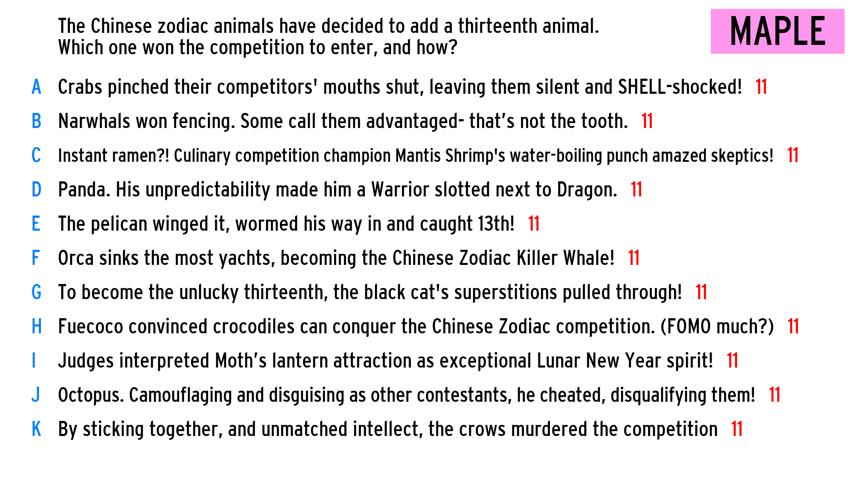 The Chinese zodiac animals have decided to add a thirteenth animal.
Which one won the competition to enter, and how?
MAPLE
A Crabs pinched their competitors' mouths shut, leaving them silent and SHELL-shocked! 11
B Narwhals won fencing. Some call them advantaged- that's not the tooth. 11
C Instant ramen?! Culinary competition champion Mantis Shrimp's water-boiling punch amazed skeptics! 11
D Panda. His unpredictability made him a Warrior slotted next to Dragon. 11
E The pelican winged it, wormed his way in and caught 13th! 11
F Orca sinks the most yachts, becoming the Chinese Zodiac Killer Whale! 11
G To become the unlucky thirteenth, the black cat's superstitions pulled through! 11
H Fuecoco convinced crocodiles can conquer the Chinese Zodiac competition. (FOMO much?) 11
I Judges interpreted Moth's lantern attraction as exceptional Lunar New Year spirit! 11
J Octopus. Camouflaging and disguising as other contestants, he cheated, disqualifying them! 11
K By sticking together, and unmatched intellect, the crows murdered the competition 11